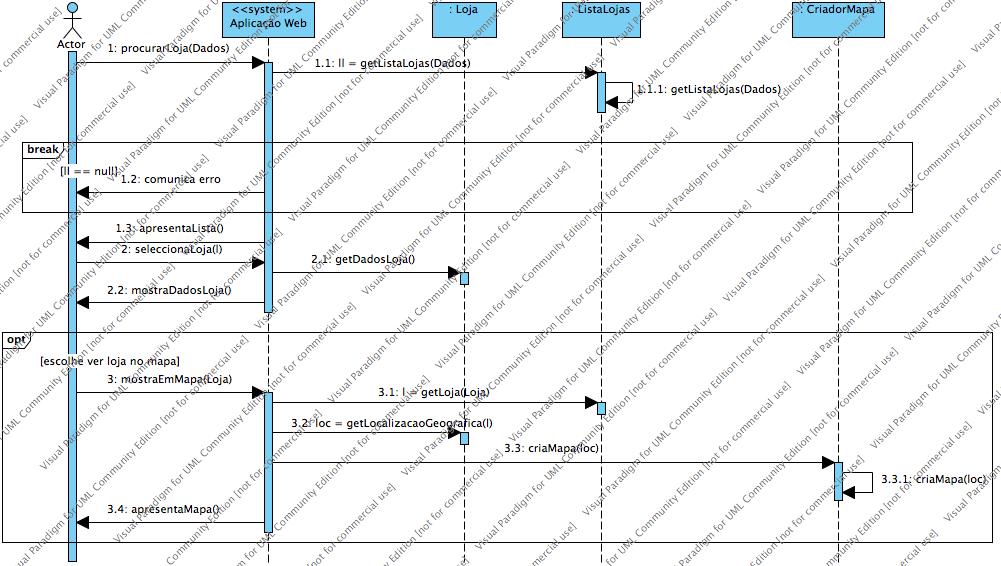 <<system>>
Aplicação Web
: Loja
ListaLojas
: CriadorMapa
Actor
1: procurarLoja(Dados)
1.1: ll = getListaLojas(Dados)
1.1.1: getListaLojas(Dados)
break
[ll == null]
1.2: comunica erro
1.3: apresentaLista()
2: seleccionaLoja(l)
2.1: getDadosLoja()
2.2: mostraDadosLoja()
opt
[escolhe ver loja no mapa]
3: mostraEmMapa(Loja)
3.1: l = getLoja(Loja)
3.2: loc = getLocalizacaoGeografica(l)
3.3: criaMapa(loc)
3.3.1: criaMapa(loc)
3.4: apresentaMapa()
Visual Paradigm for UML Community Edition [not for commercial use]